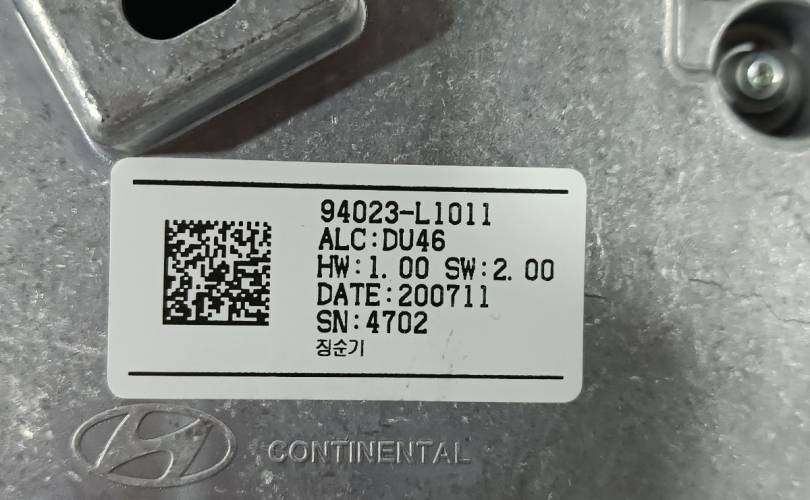 94023-L1011
ALC:DU46
HW:1.00 SW:2.00
DATE:200711
SN:4702
징순기
CONTINENTAL